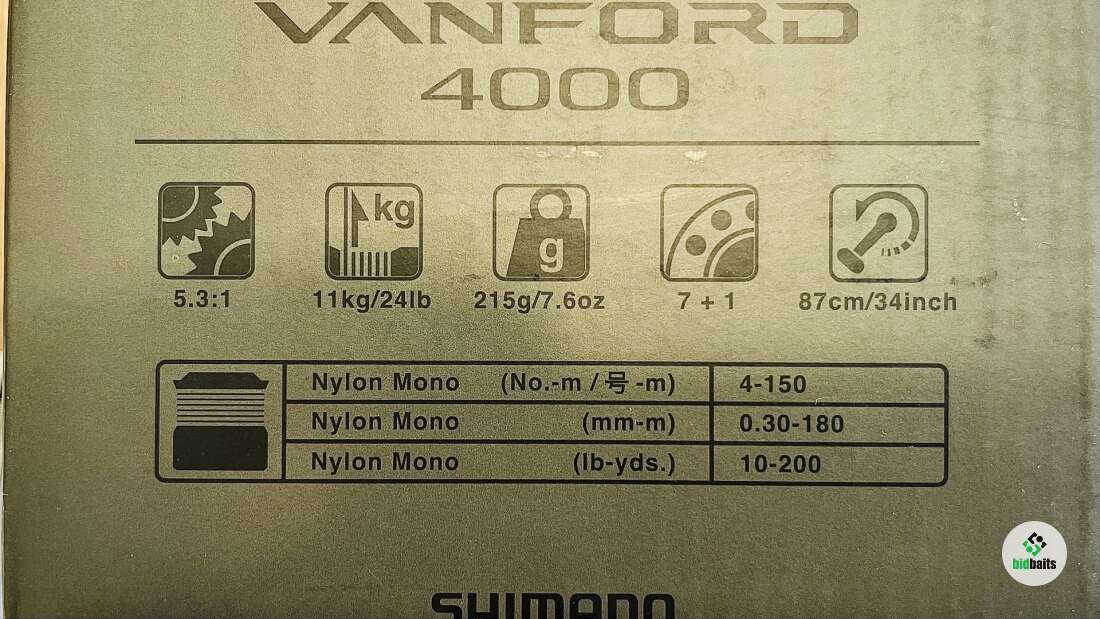 VANFORD
4000
kg
g
5.3:1
11kg/24lb
215g/7.6oz
7 + 1
87cm/34inch
Nylon Mono (No.-m / 号 -m) 4-150
Nylon Mono (mm-m) 0.30-180
Nylon Mono (lb-yds.) 10-200
bidbaits
SHIMANO